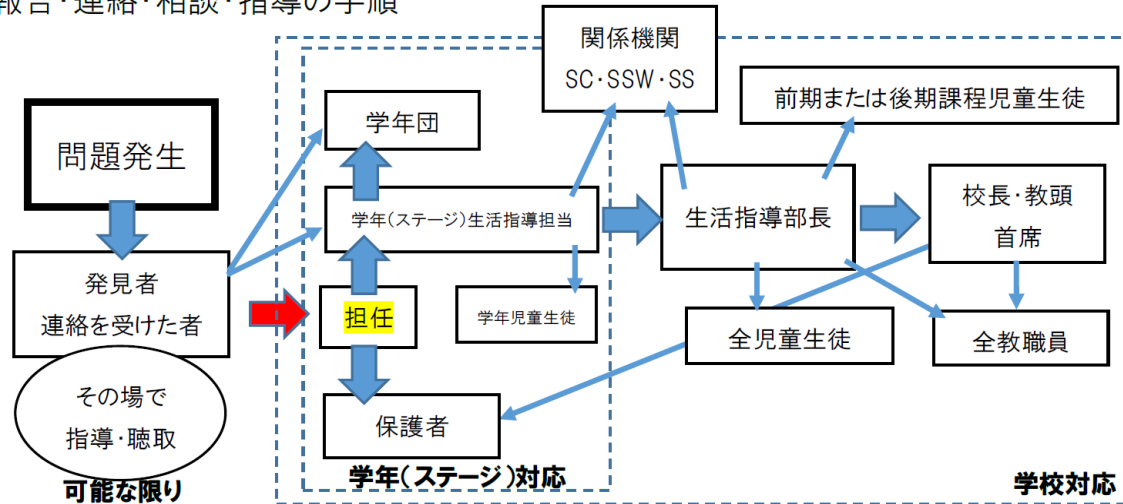 報告・連絡・相談・指導の手順
関係機関
SC・SSW・SS
前期または後期課程児童生徒
学年団
問題発生
学年(ステージ)生活指導担当
生活指導部長
校長・教頭
首席
発見者
連絡を受けた者
担任
学年児童生徒
全児童生徒
全教職員
その場で
指導・聴取
保護者
可能な限り
学年(ステージ)対応
学校対応